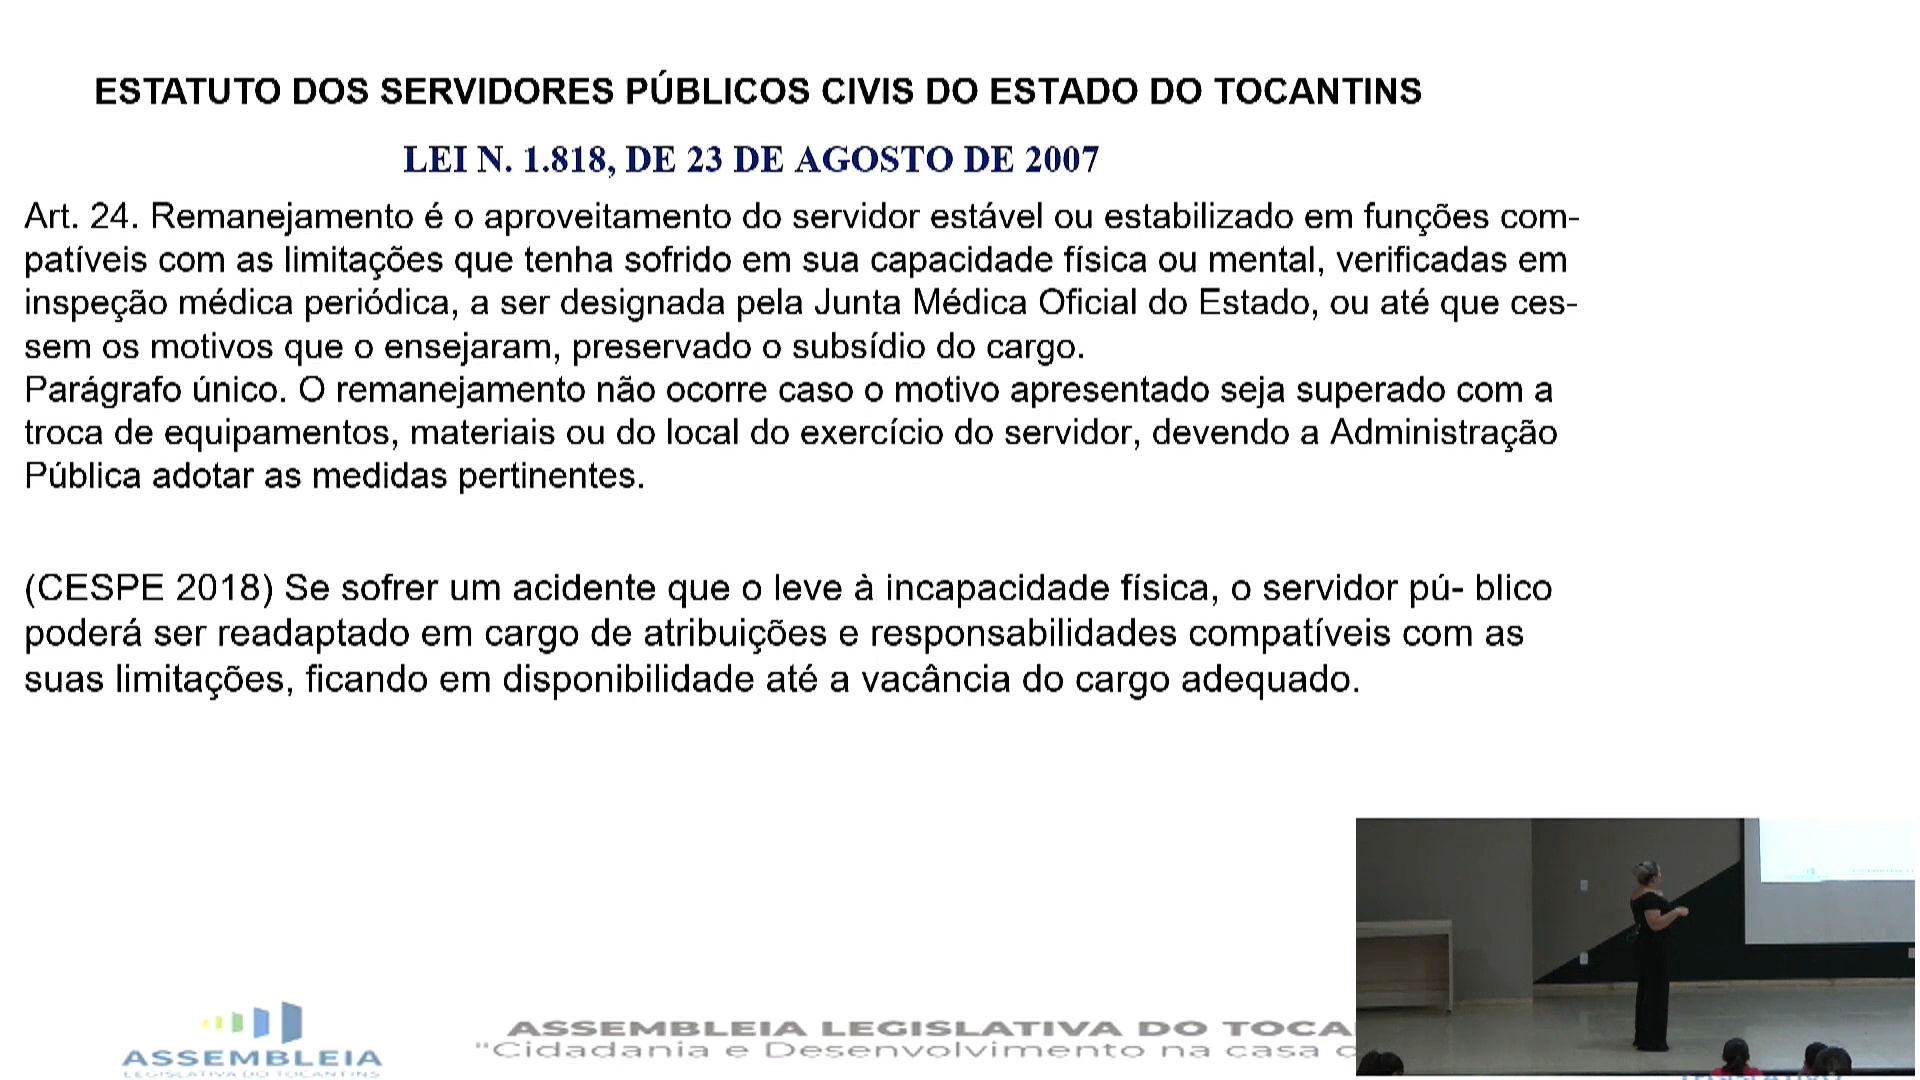 ESTATUTO DOS SERVIDORES PÚBLICOS CIVIS DO ESTADO DO TOCANTINS
LEI N. 1.818, DE 23 DE AGOSTO DE 2007
Art. 24. Remanejamento é o aproveitamento do servidor estável ou estabilizado em funções com-
patíveis com as limitações que tenha sofrido em sua capacidade física ou mental, verificadas em
inspeção médica periódica, a ser designada pela Junta Médica Oficial do Estado, ou até que ces-
sem os motivos que o ensejaram, preservado o subsídio do cargo.
Parágrafo único. O remanejamento não ocorre caso o motivo apresentado seja superado com a
troca de equipamentos, materiais ou do local do exercício do servidor, devendo a Administração
Pública adotar as medidas pertinentes.
(CESPE 2018) Se sofrer um acidente que o leve à incapacidade física, o servidor pú- blico
poderá ser readaptado em cargo de atribuições e responsabilidades compatíveis com as
suas limitações, ficando em disponibilidade até a vacância do cargo adequado.
ASSEMBLEIA LEGISLATIVA DO TOCA
"Cidadania e Desenvolvimento na casa
ASSEMBLEIA
LEGISLATIVA DO TOCANTINS